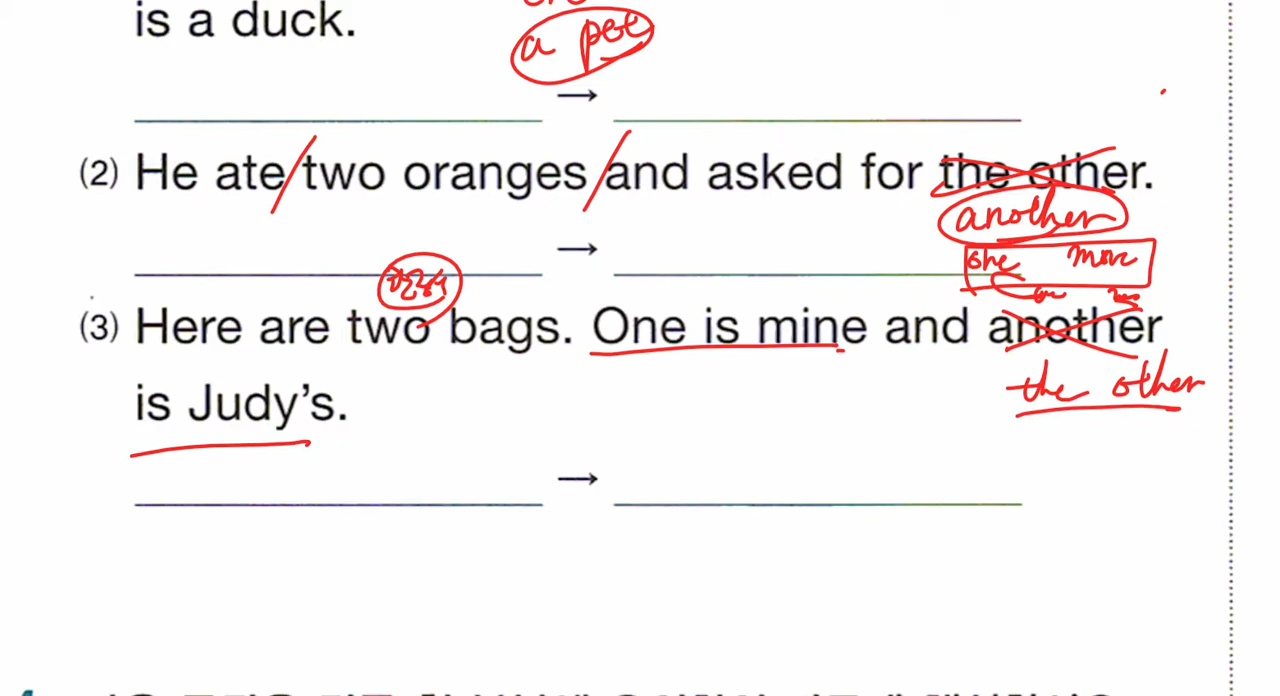 is a duck.
a pet
→
(2) He ate two oranges and asked for the other.
another
→
one more
(3) Here are two bags. One is mine and another
the other
is Judy's.
→